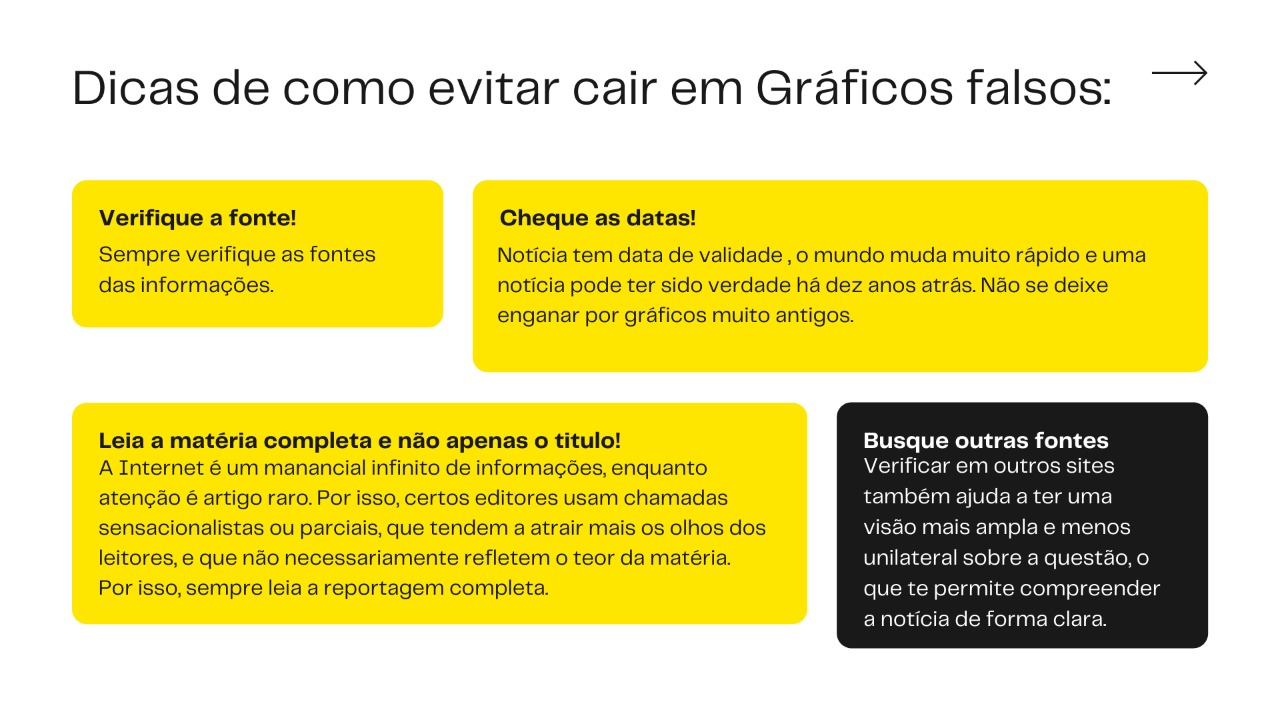 Dicas de como evitar cair em Gráficos falsos:
Verifique a fonte!
Sempre verifique as fontes
das informações.
Cheque as datas!
Notícia tem data de validade , o mundo muda muito rápido e uma
notícia pode ter sido verdade há dez anos atrás. Não se deixe
enganar por gráficos muito antigos.
Leia a matéria completa e não apenas o titulo!
A Internet é um manancial infinito de informações, enquanto
atenção é artigo raro. Por isso, certos editores usam chamadas
sensacionalistas ou parciais, que tendem a atrair mais os olhos dos
leitores, e que não necessariamente refletem o teor da matéria.
Por isso, sempre leia a reportagem completa.
Busque outras fontes
Verificar em outros sites
também ajuda a ter uma
visão mais ampla e menos
unilateral sobre a questão, o
que te permite compreender
a notícia de forma clara.